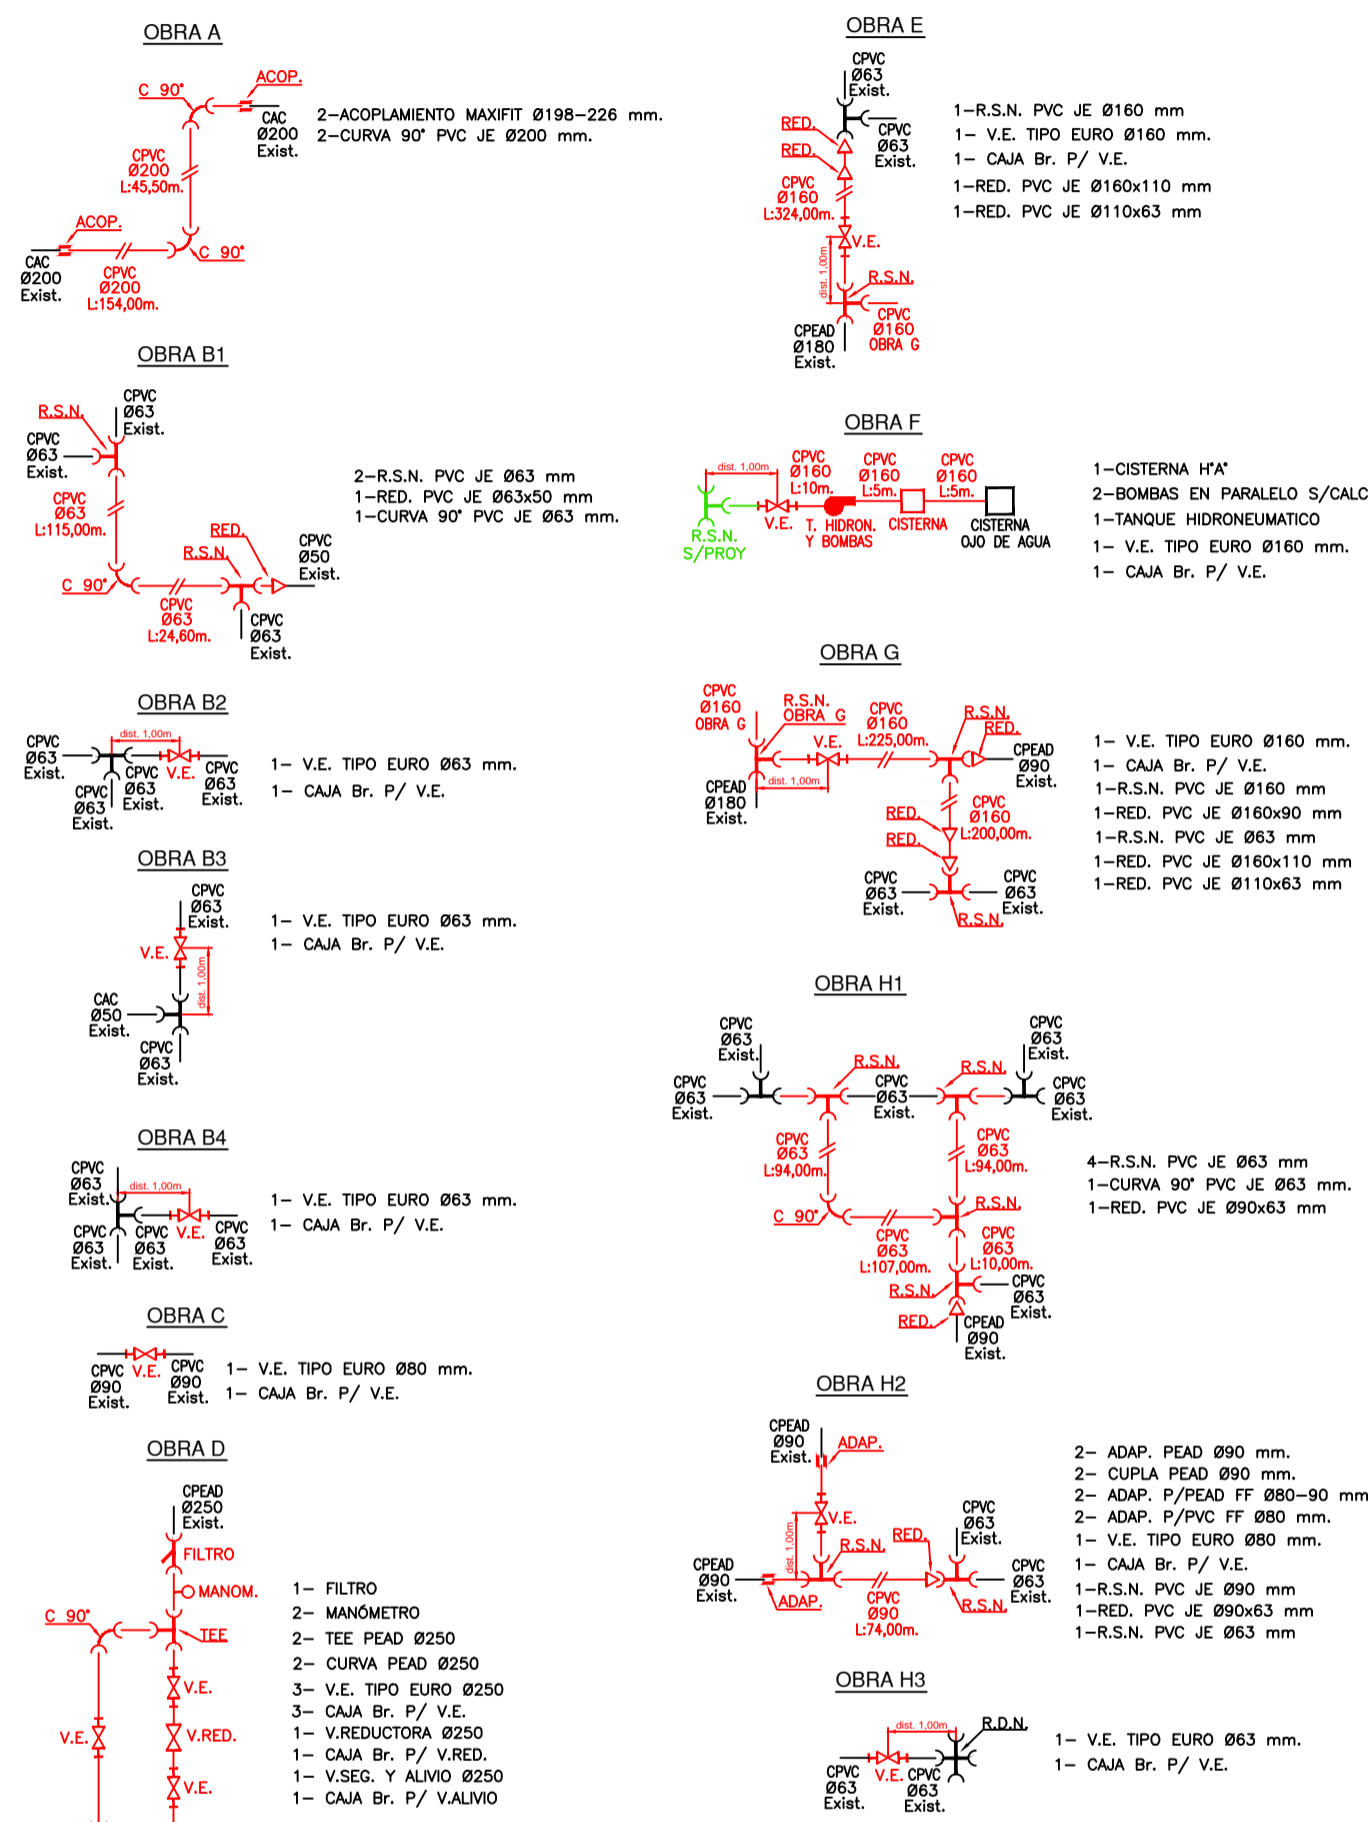 OBRA A
C 90°
ACOP.
CAC
Ø200
Exist.
CPVC
Ø200
L:45,50m.
ACOP.
C 90°
CAC
Ø200
Exist.
CPVC
Ø200
L:154,00m.
2-ACOPLAMIENTO MAXIFIT Ø198-226 mm.
2-CURVA 90° PVC JE Ø200 mm.
OBRA B1
CPVC
Ø63
Exist.
R.S.N.
CPVC
Ø63
Exist.
CPVC
Ø63
L:115,00m.
C 90°
CPVC
Ø63
L:24,60m.
R.S.N.
RED.
CPVC
Ø50
Exist.
CPVC
Ø63
Exist.
2-R.S.N. PVC JE Ø63 mm
1-RED. PVC JE Ø63x50 mm
1-CURVA 90° PVC JE Ø63 mm.
OBRA B2
dist. 1,00m
CPVC
Ø63
Exist.
CPVC
Ø63
Exist.
CPVC
Ø63
Exist.
V.E.
CPVC
Ø63
Exist.
1- V.E. TIPO EURO Ø63 mm.
1- CAJA Br. P/ V.E.
OBRA B3
CPVC
Ø63
Exist.
V.E.
dist. 1,00m
CAC
Ø50
Exist.
CPVC
Ø63
Exist.
1- V.E. TIPO EURO Ø63 mm.
1- CAJA Br. P/ V.E.
OBRA B4
CPVC
Ø63
Exist.
dist. 1,00m
CPVC
Ø63
Exist.
CPVC
Ø63
Exist.
V.E.
CPVC
Ø63
Exist.
1- V.E. TIPO EURO Ø63 mm.
1- CAJA Br. P/ V.E.
OBRA C
CPVC
Ø90
Exist.
V.E.
CPVC
Ø90
Exist.
1- V.E. TIPO EURO Ø80 mm.
1- CAJA Br. P/ V.E.
OBRA D
CPEAD
Ø250
Exist.
FILTRO
MANOM.
C 90°
TEE
V.E.
V.E.
V.RED.
V.E.
1- FILTRO
2- MANÓMETRO
2- TEE PEAD Ø250
2- CURVA PEAD Ø250
3- V.E. TIPO EURO Ø250
3- CAJA Br. P/ V.E.
1- V.REDUCTORA Ø250
1- CAJA Br. P/ V.RED.
1- V.SEG. Y ALIVIO Ø250
1- CAJA Br. P/ V.ALIVIO
OBRA E
CPVC
Ø63
Exist.
RED.
RED.
CPVC
Ø63
Exist.
CPVC
Ø160
L:324,00m.
V.E.
dist. 1,00m
R.S.N.
CPVC
Ø160
OBRA G
CPEAD
Ø180
Exist.
1-R.S.N. PVC JE Ø160 mm
1- V.E. TIPO EURO Ø160 mm.
1- CAJA Br. P/ V.E.
1-RED. PVC JE Ø160x110 mm
1-RED. PVC JE Ø110x63 mm
OBRA F
dist. 1,00m
CPVC
Ø160
L:10m.
CPVC
Ø160
L:5m.
CPVC
Ø160
L:5m.
R.S.N.
S/PROY
V.E.
T. HIDRON.
Y BOMBAS
CISTERNA
CISTERNA
OJO DE AGUA
1-CISTERNA H°A°
2-BOMBAS EN PARALELO S/CALC
1-TANQUE HIDRONEUMATICO
1- V.E. TIPO EURO Ø160 mm.
1- CAJA Br. P/ V.E.
OBRA G
CPVC
Ø160
OBRA G
R.S.N.
OBRA G
V.E.
CPVC
Ø160
L:225,00m.
R.S.N.
RED.
CPEAD
Ø90
Exist.
dist. 1,00m
CPEAD
Ø180
Exist.
RED.
RED.
CPVC
Ø160
L:200,00m.
CPVC
Ø63
Exist.
CPVC
Ø63
Exist.
R.S.N.
1- V.E. TIPO EURO Ø160 mm.
1- CAJA Br. P/ V.E.
1-R.S.N. PVC JE Ø160 mm
1-RED. PVC JE Ø160x90 mm
1-R.S.N. PVC JE Ø63 mm
1-RED. PVC JE Ø160x110 mm
1-RED. PVC JE Ø110x63 mm
OBRA H1
CPVC
Ø63
Exist.
CPVC
Ø63
Exist.
CPVC
Ø63
Exist.
R.S.N.
CPVC
Ø63
Exist.
R.S.N.
CPVC
Ø63
Exist.
CPVC
Ø63
L:94,00m.
CPVC
Ø63
L:94,00m.
C 90°
CPVC
Ø63
L:107,00m.
R.S.N.
CPVC
Ø63
L:10,00m.
R.S.N.
CPVC
Ø63
Exist.
RED.
CPEAD
Ø90
Exist.
4-R.S.N. PVC JE Ø63 mm
1-CURVA 90° PVC JE Ø63 mm.
1-RED. PVC JE Ø90x63 mm
OBRA H2
CPEAD
Ø90
Exist.
ADAP.
V.E.
dist. 1,00m
R.S.N.
RED.
CPVC
Ø63
Exist.
CPEAD
Ø90
Exist.
ADAP.
CPVC
Ø90
L:74,00m.
R.S.N.
CPVC
Ø63
Exist.
2- ADAP. PEAD Ø90 mm.
2- CUPLA PEAD Ø90 mm.
2- ADAP. P/PEAD FF Ø80-90 mm
2- ADAP. P/PVC FF Ø80 mm.
1- V.E. TIPO EURO Ø80 mm.
1- CAJA Br. P/ V.E.
1-R.S.N. PVC JE Ø90 mm
1-RED. PVC JE Ø90x63 mm
1-R.S.N. PVC JE Ø63 mm
OBRA H3
dist. 1,00m
R.D.N.
CPVC
Ø63
Exist.
V.E.
CPVC
Ø63
Exist.
1- V.E. TIPO EURO Ø63 mm.
1- CAJA Br. P/ V.E.